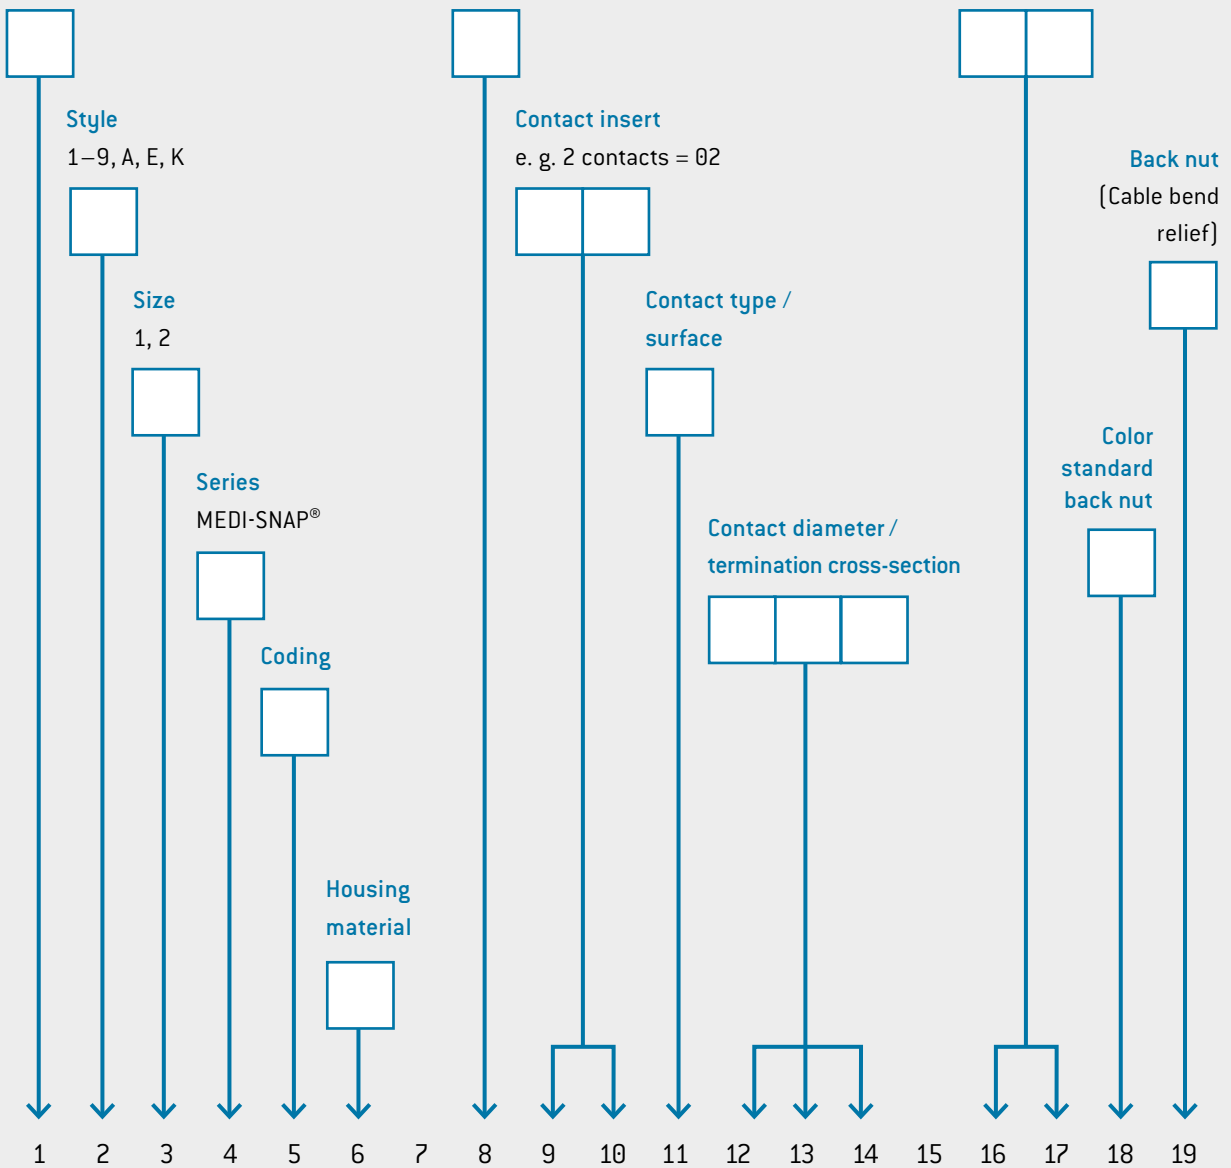 Style
1–9, A, E, K
Size
1, 2
Series
MEDI-SNAP®
Coding
Housing
material
Contact insert
e. g. 2 contacts = 02
Contact type /
surface
Contact diameter /
termination cross-section
Back nut
(Cable bend
relief)
Color
standard
back nut
1 2 3 4 5 6 7 8 9 10 11 12 13 14 15 16 17 18 19